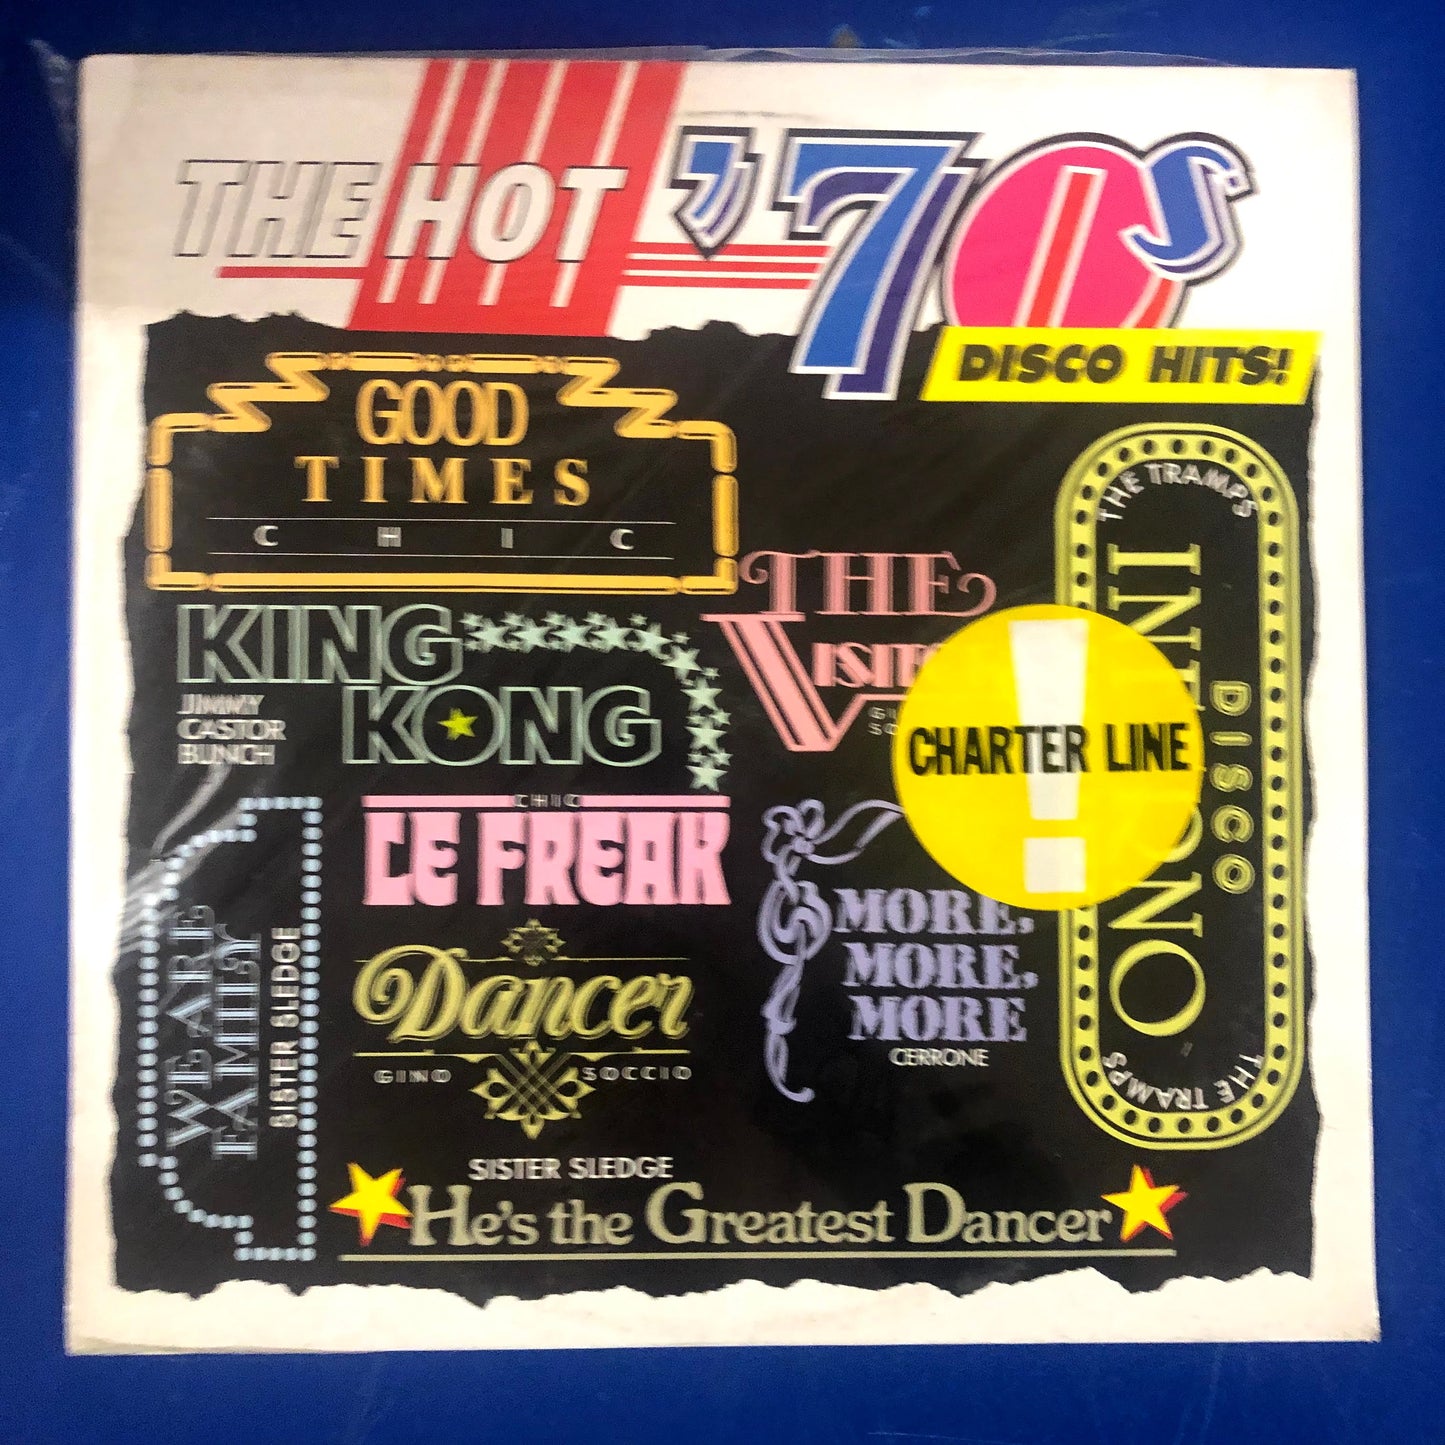 THE HOT '70s
DISCO HITS!
GOOD
TIMES
CHIC
KING
KONG
JIMMY
CASTOR
BUNCH
THE
CHARTER LINE
!
THE TRAMPS
DISCO
THE TRAMPS
CHIC
LE FREAK
WE ARE
FAMILY
SISTER SLEDGE
Dancer
GINO SOCCIO
MORE,
MORE,
MORE
CERRONE
SISTER SLEDGE
He's the Greatest Dancer